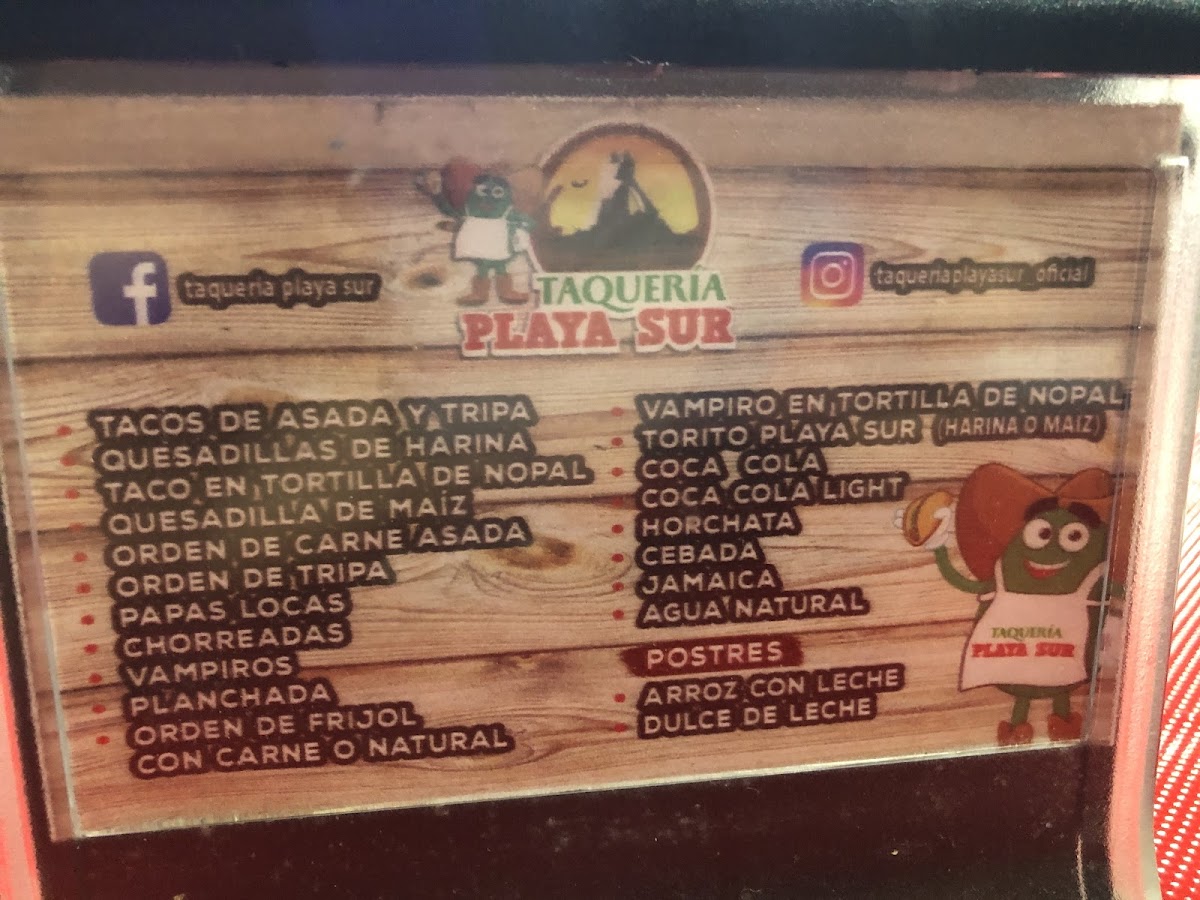 taqueria playa sur
TAQUERÍA
PLAYA SUR
taqueriaplayasur_oficial
TACOS DE ASADA Y TRIPA
QUESADILLAS DE HARINA
TACO EN TORTILLA DE NOPAL
QUESADILLA DE MAÍZ
ORDEN DE CARNE ASADA
ORDEN DE TRIPA
PAPAS LOCAS
CHORREADAS
VAMPIROS
PLANCHADA
ORDEN DE FRIJOL
CON CARNE O NATURAL
VAMPIRO EN TORTILLA DE NOPAL
TORITO PLAYA SUR (HARINA O MAIZ)
COCA COLA
COCA COLA LIGHT
HORCHATA
CEBADA
JAMAICA
AGUA NATURAL
POSTRES
ARROZ CON LECHE
DULCE DE LECHE
TAQUERÍA
PLAYA SUR